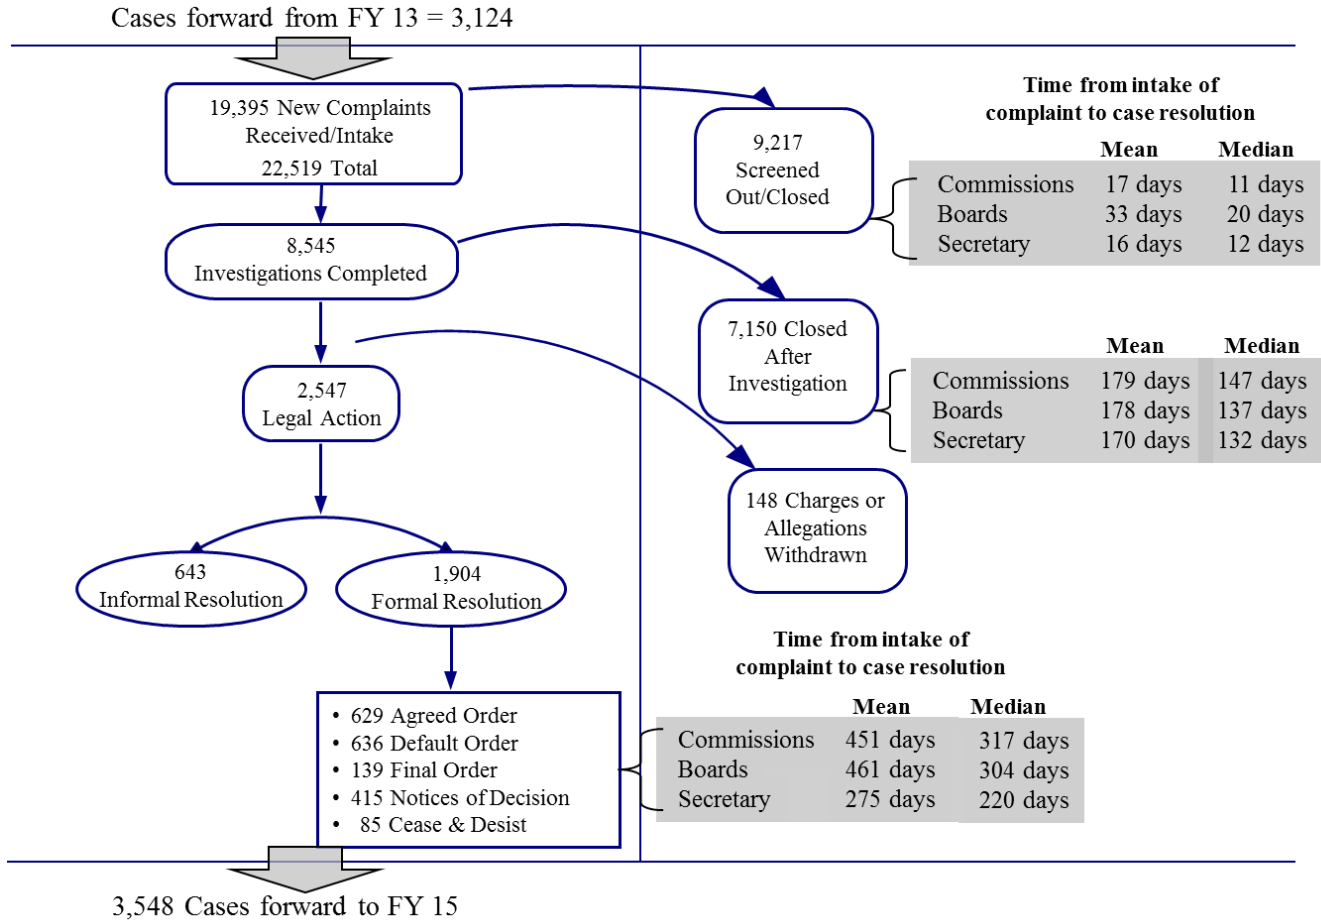 Cases forward from FY 13 = 3,124
19,395 New Complaints
Received/Intake
22,519 Total
8,545
Investigations Completed
2,547
Legal Action
643
Informal Resolution
1,904
Formal Resolution
• 629 Agreed Order
• 636 Default Order
• 139 Final Order
• 415 Notices of Decision
• 85 Cease & Desist
3,548 Cases forward to FY 15
9,217
Screened
Out/Closed
Time from intake of
complaint to case resolution
Mean Median
Commissions 17 days 11 days
Boards 33 days 20 days
Secretary 16 days 12 days
7,150 Closed
After
Investigation
Mean Median
Commissions 179 days 147 days
Boards 178 days 137 days
Secretary 170 days 132 days
148 Charges or
Allegations
Withdrawn
Time from intake of
complaint to case resolution
Mean Median
Commissions 451 days 317 days
Boards 461 days 304 days
Secretary 275 days 220 days